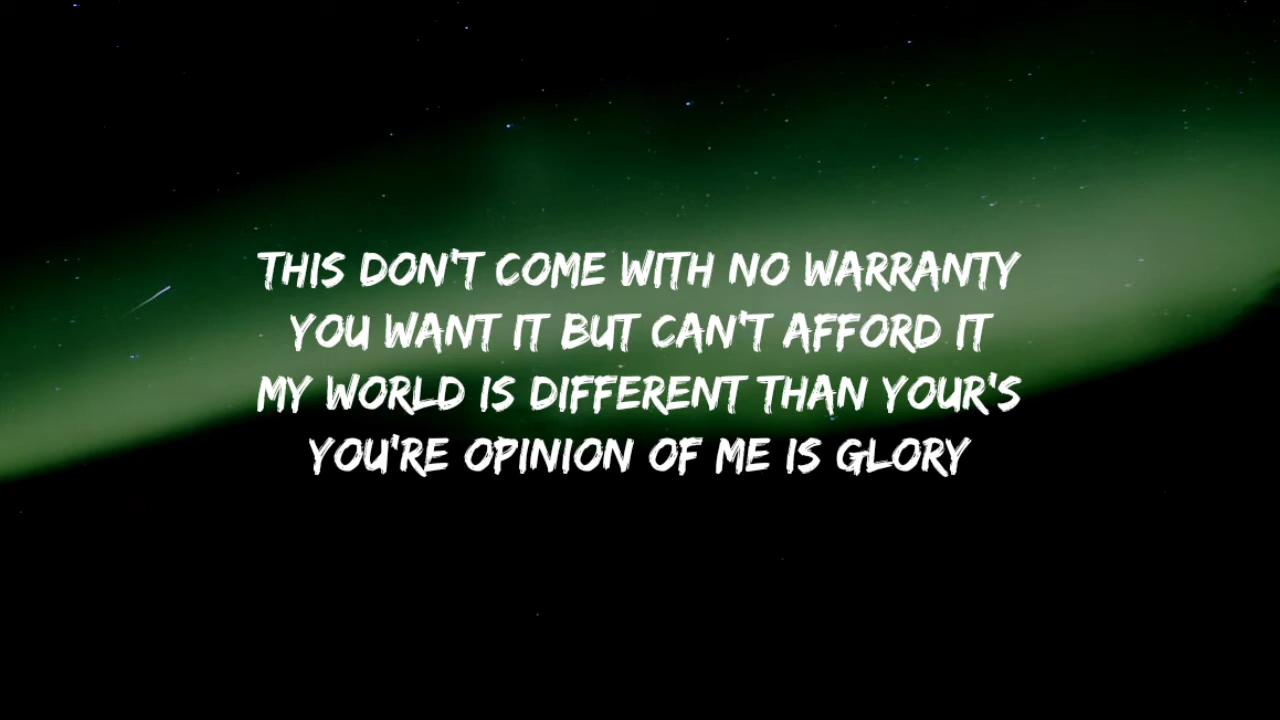 THIS DON'T COME WITH NO WARRANTY
YOU WANT IT BUT CAN'T AFFORD IT
MY WORLD IS DIFFERENT THAN YOUR'S
YOU'RE OPINION OF ME IS GLORY